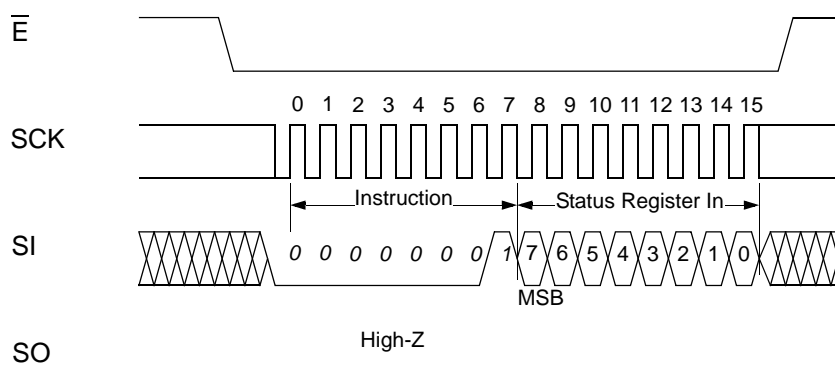 E
0 1 2 3 4 5 6 7 8 9 10 11 12 13 14 15
SCK
Instruction Status Register In
SI 0 0 0 0 0 0 0 1 7 6 5 4 3 2 1 0
MSB
High-Z
SO